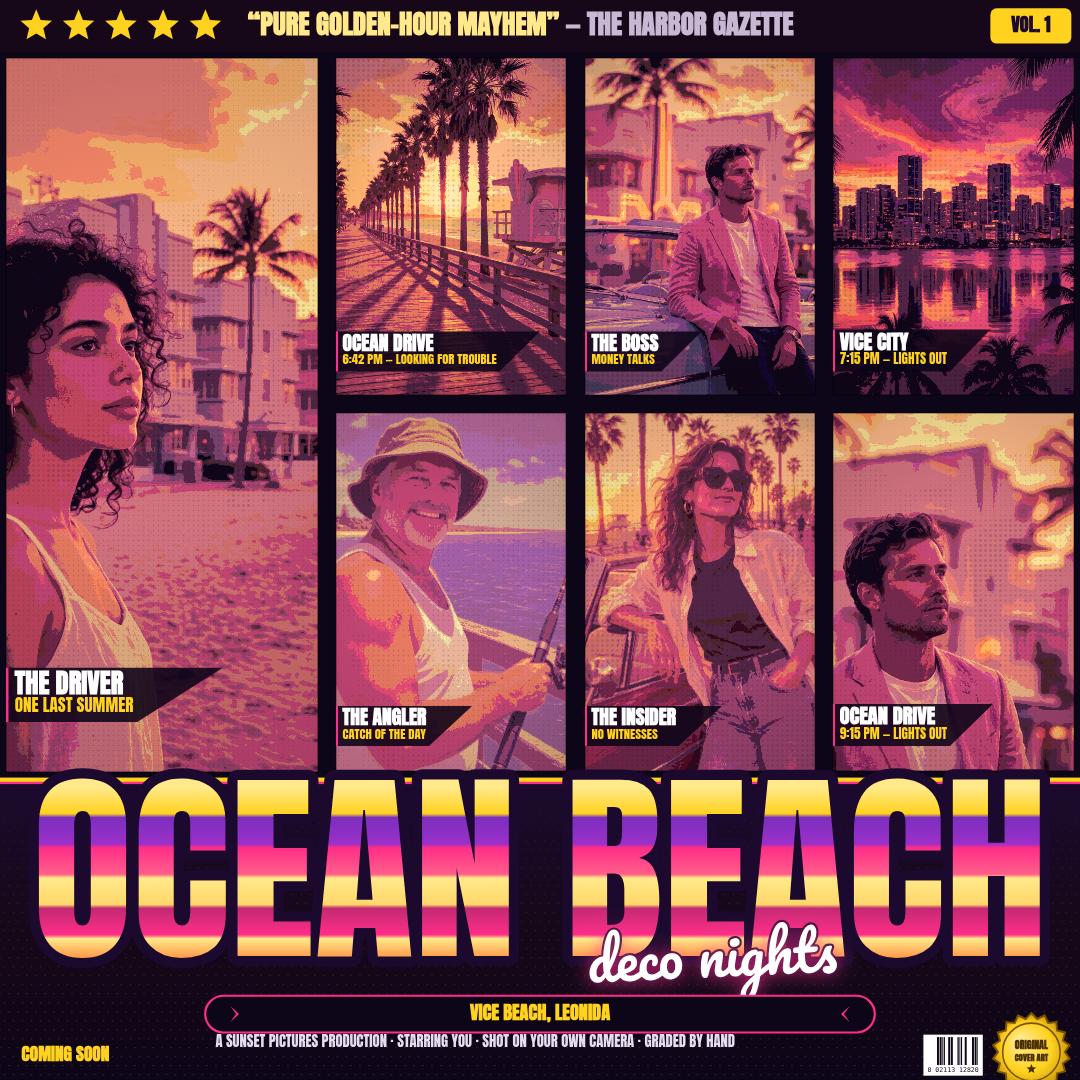 “PURE GOLDEN-HOUR MAYHEM” – THE HARBOR GAZETTE
VOL. 1
OCEAN DRIVE
6:42 PM – LOOKING FOR TROUBLE
THE BOSS
MONEY TALKS
VICE CITY
7:15 PM – LIGHTS OUT
THE DRIVER
ONE LAST SUMMER
THE ANGLER
CATCH OF THE DAY
THE INSIDER
NO WITNESSES
OCEAN DRIVE
9:15 PM – LIGHTS OUT
OCEAN BEACH
deco nights
VICE BEACH, LEONIDA
A SUNSET PICTURES PRODUCTION · STARRING YOU · SHOT ON YOUR OWN CAMERA · GRADED BY HAND
COMING SOON
0 02113 12820
ORIGINAL
COVER ART